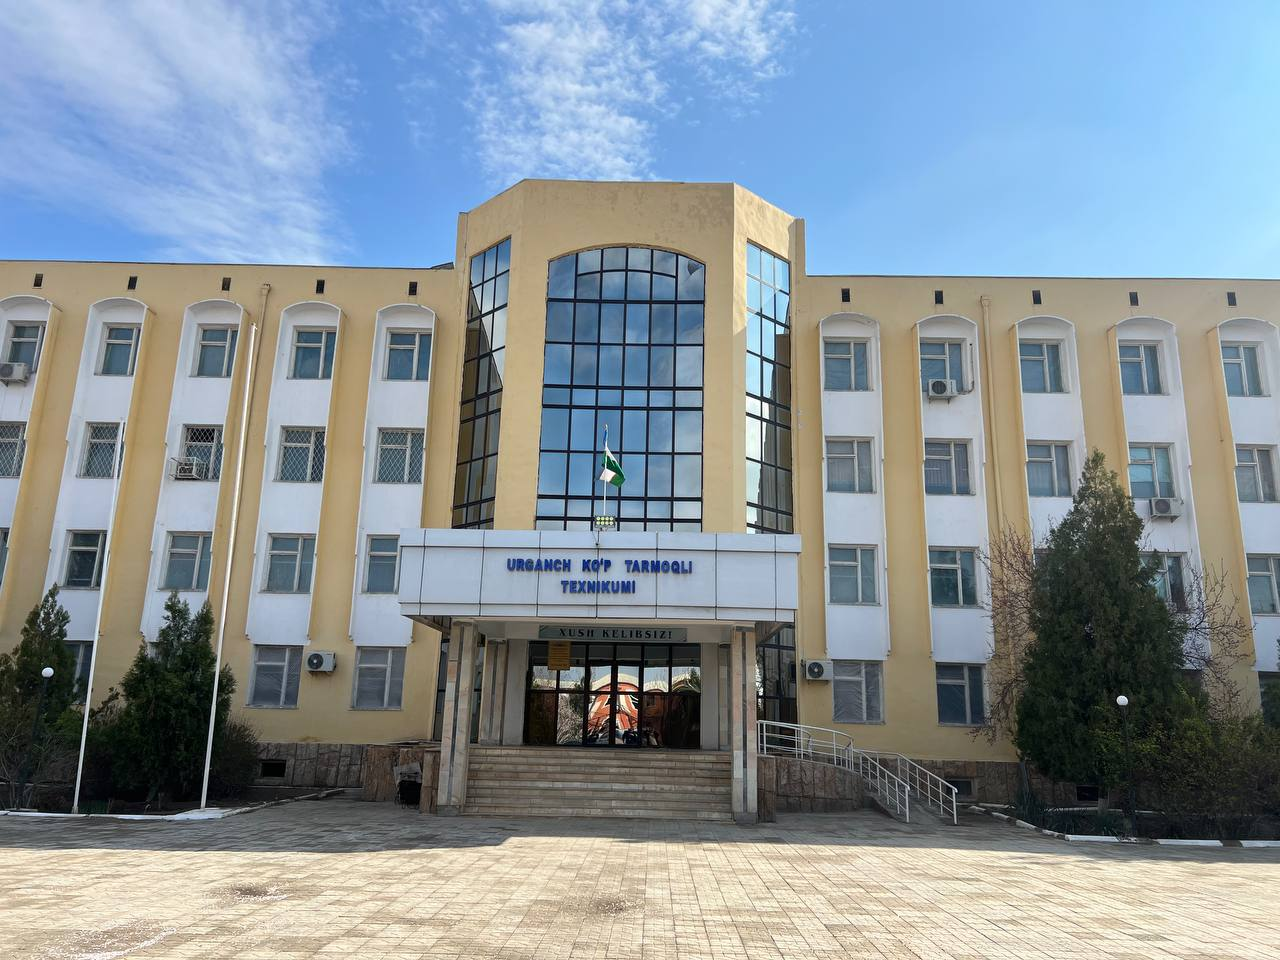 URGANCH KO'P TARMOQLI
TEXNIKUMI
XUSH KELIBSIZ!